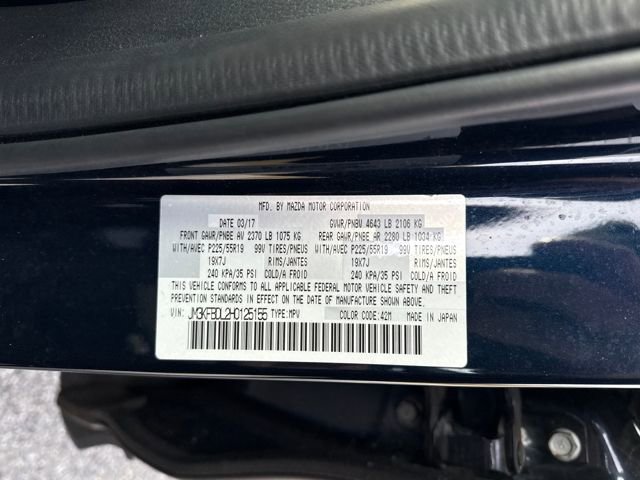 MFD. BY MAZDA MOTOR CORPORATION
DATE 03/17 GVWR/PNBV 4643 LB 2106 KG
FRONT GAWR/PNBE AV 2370 LB 1075 KG REAR GAWR/PNBE AR 2280 LB 1034 KG
WITH/AVEC P225/55R19 99V TIRES/PNEUS WITH/AVEC P225/55R19 99V TIRES/PNEUS
19X7J RIMS/JANTES 19X7J RIMS/JANTES
240 KPA/35 PSI COLD/A FROID 240 KPA/35 PSI COLD/A FROID
THIS VEHICLE CONFORMS TO ALL APPLICABLE FEDERAL MOTOR VEHICLE SAFETY AND THEFT
PREVENTION STANDARDS IN EFFECT ON THE DATE OF MANUFACTURE SHOWN ABOVE.
VIN: JM3KFBDL2H0125155 TYPE:MPV COLOR CODE:42M MADE IN JAPAN